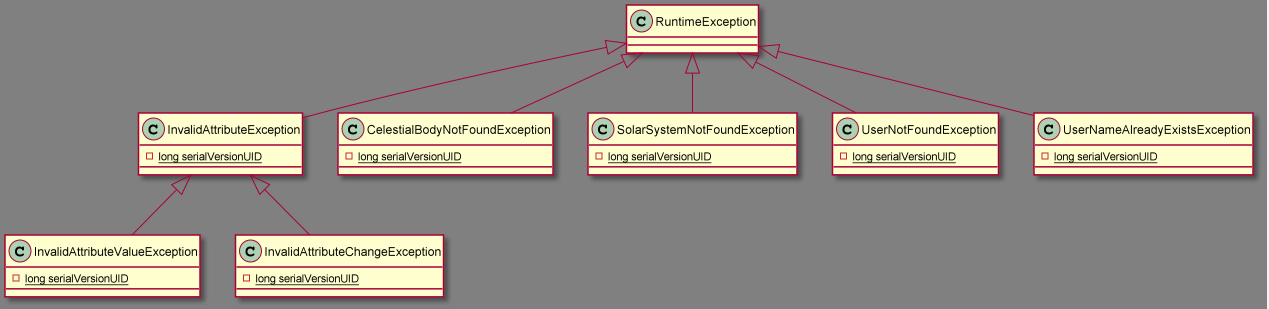 C RuntimeException
C InvalidAttributeException
long serialVersionUID
C CelestialBodyNotFoundException
long serialVersionUID
C SolarSystemNotFoundException
long serialVersionUID
C UserNotFoundException
long serialVersionUID
C UserNameAlreadyExistsException
long serialVersionUID
C InvalidAttributeValueException
long serialVersionUID
C InvalidAttributeChangeException
long serialVersionUID